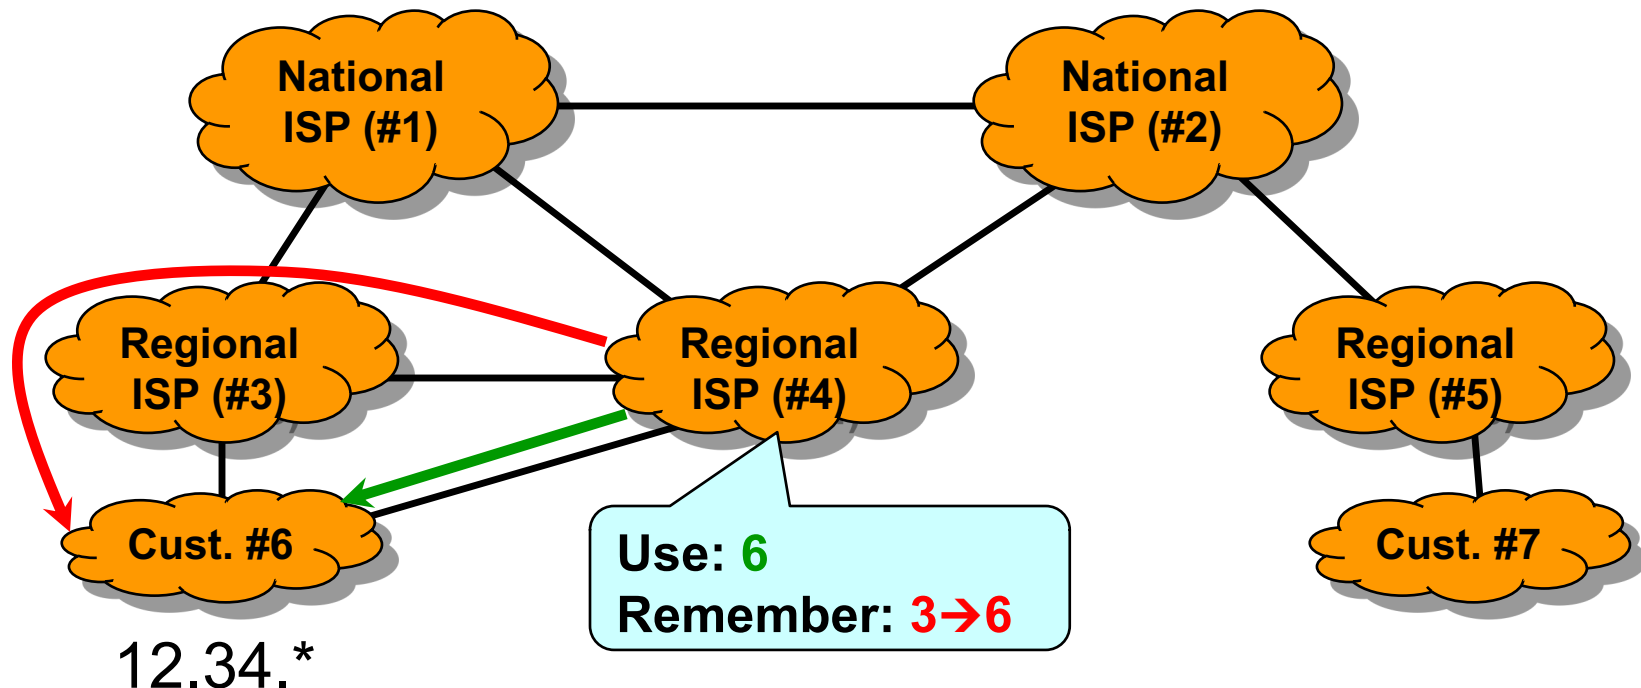 National
ISP (#1)
National
ISP (#2)
Regional
ISP (#3)
Regional
ISP (#4)
Regional
ISP (#5)
Cust. #6
Use: 6
Remember: 3→6
Cust. #7
12.34.*